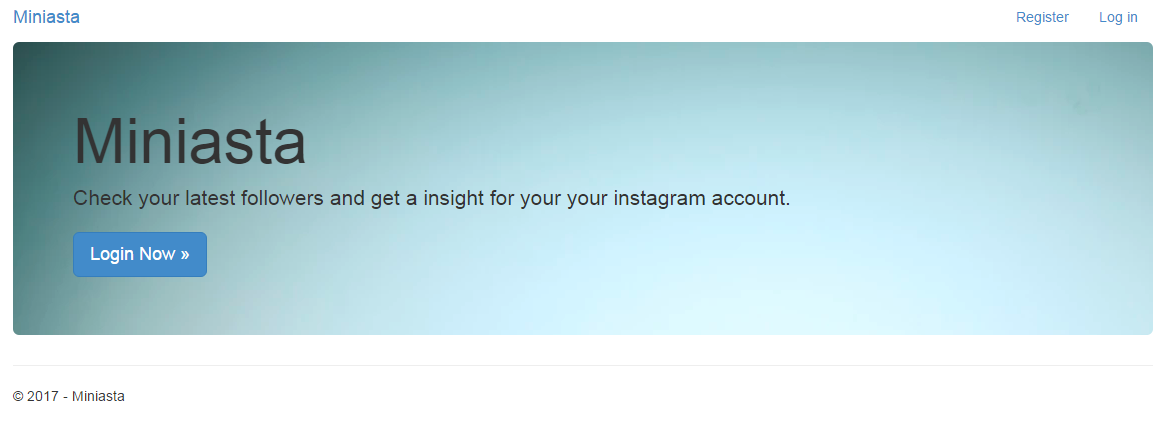 Miniasta
Register
Log in
Miniasta
Check your latest followers and get a insight for your your instagram account.
Login Now »
© 2017 - Miniasta